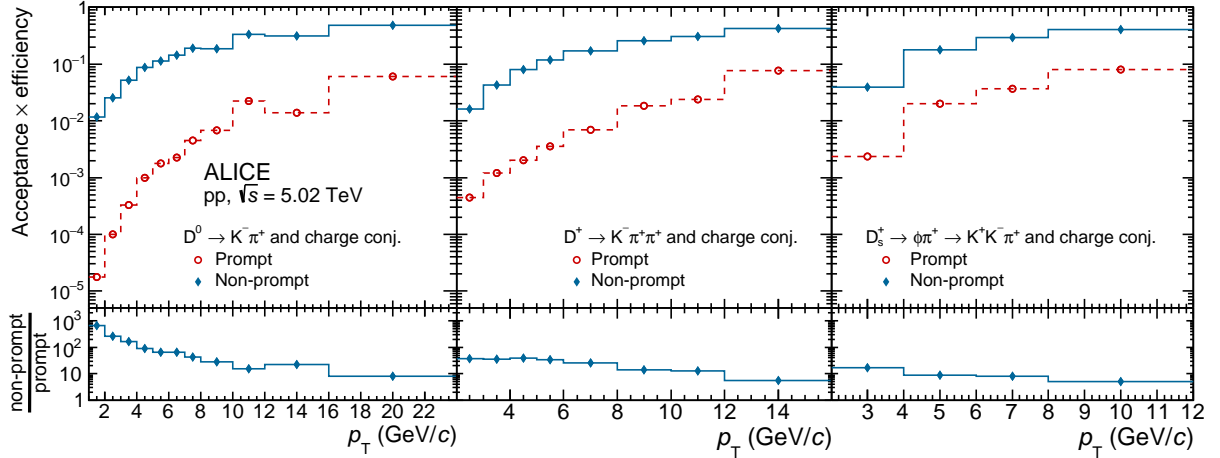 Acceptance × efficiency
1
10⁻¹
10⁻²
10⁻³
10⁻⁴
10⁻⁵
ALICE
pp, √s = 5.02 TeV
D⁰ → K⁻π⁺ and charge conj.
Prompt
Non-prompt
D⁺ → K⁻π⁺π⁺ and charge conj.
Prompt
Non-prompt
D_s⁺ → ϕπ⁺ → K⁺K⁻π⁺ and charge conj.
Prompt
Non-prompt
non-prompt
prompt
10³
10²
10
1
2 4 6 8 10 12 14 16 18 20 22
4 6 8 10 12 14
3 4 5 6 7 8 9 10 11 12
p_T (GeV/c)
p_T (GeV/c)
p_T (GeV/c)